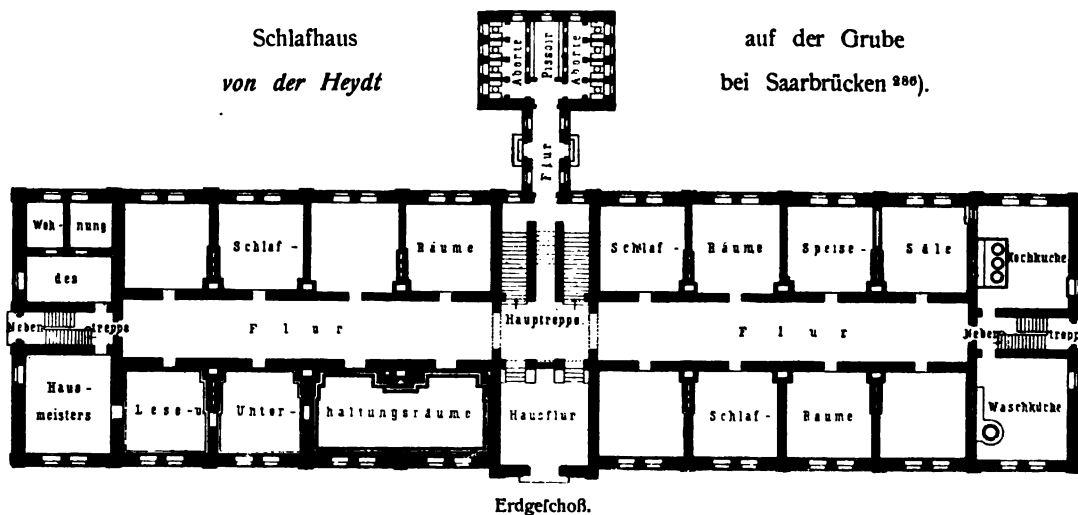 Schlafhaus
von der Heydt
auf der Grube
bei Saarbrücken ²⁸⁶).
Aborte
Pissoir
Aborte
Flur
Woh- nung
des
Haus-
meisters
Neben treppe
Schlaf- Räume
Flur
Lese-u Unter- haltungsräume
Haupttreppe.
Hausflur
Schlaf- Räume
Speise- Säle
Kochküche
Flur
Neben treppe
Schlaf- Räume
Waschküche
Erdgeſchoß.